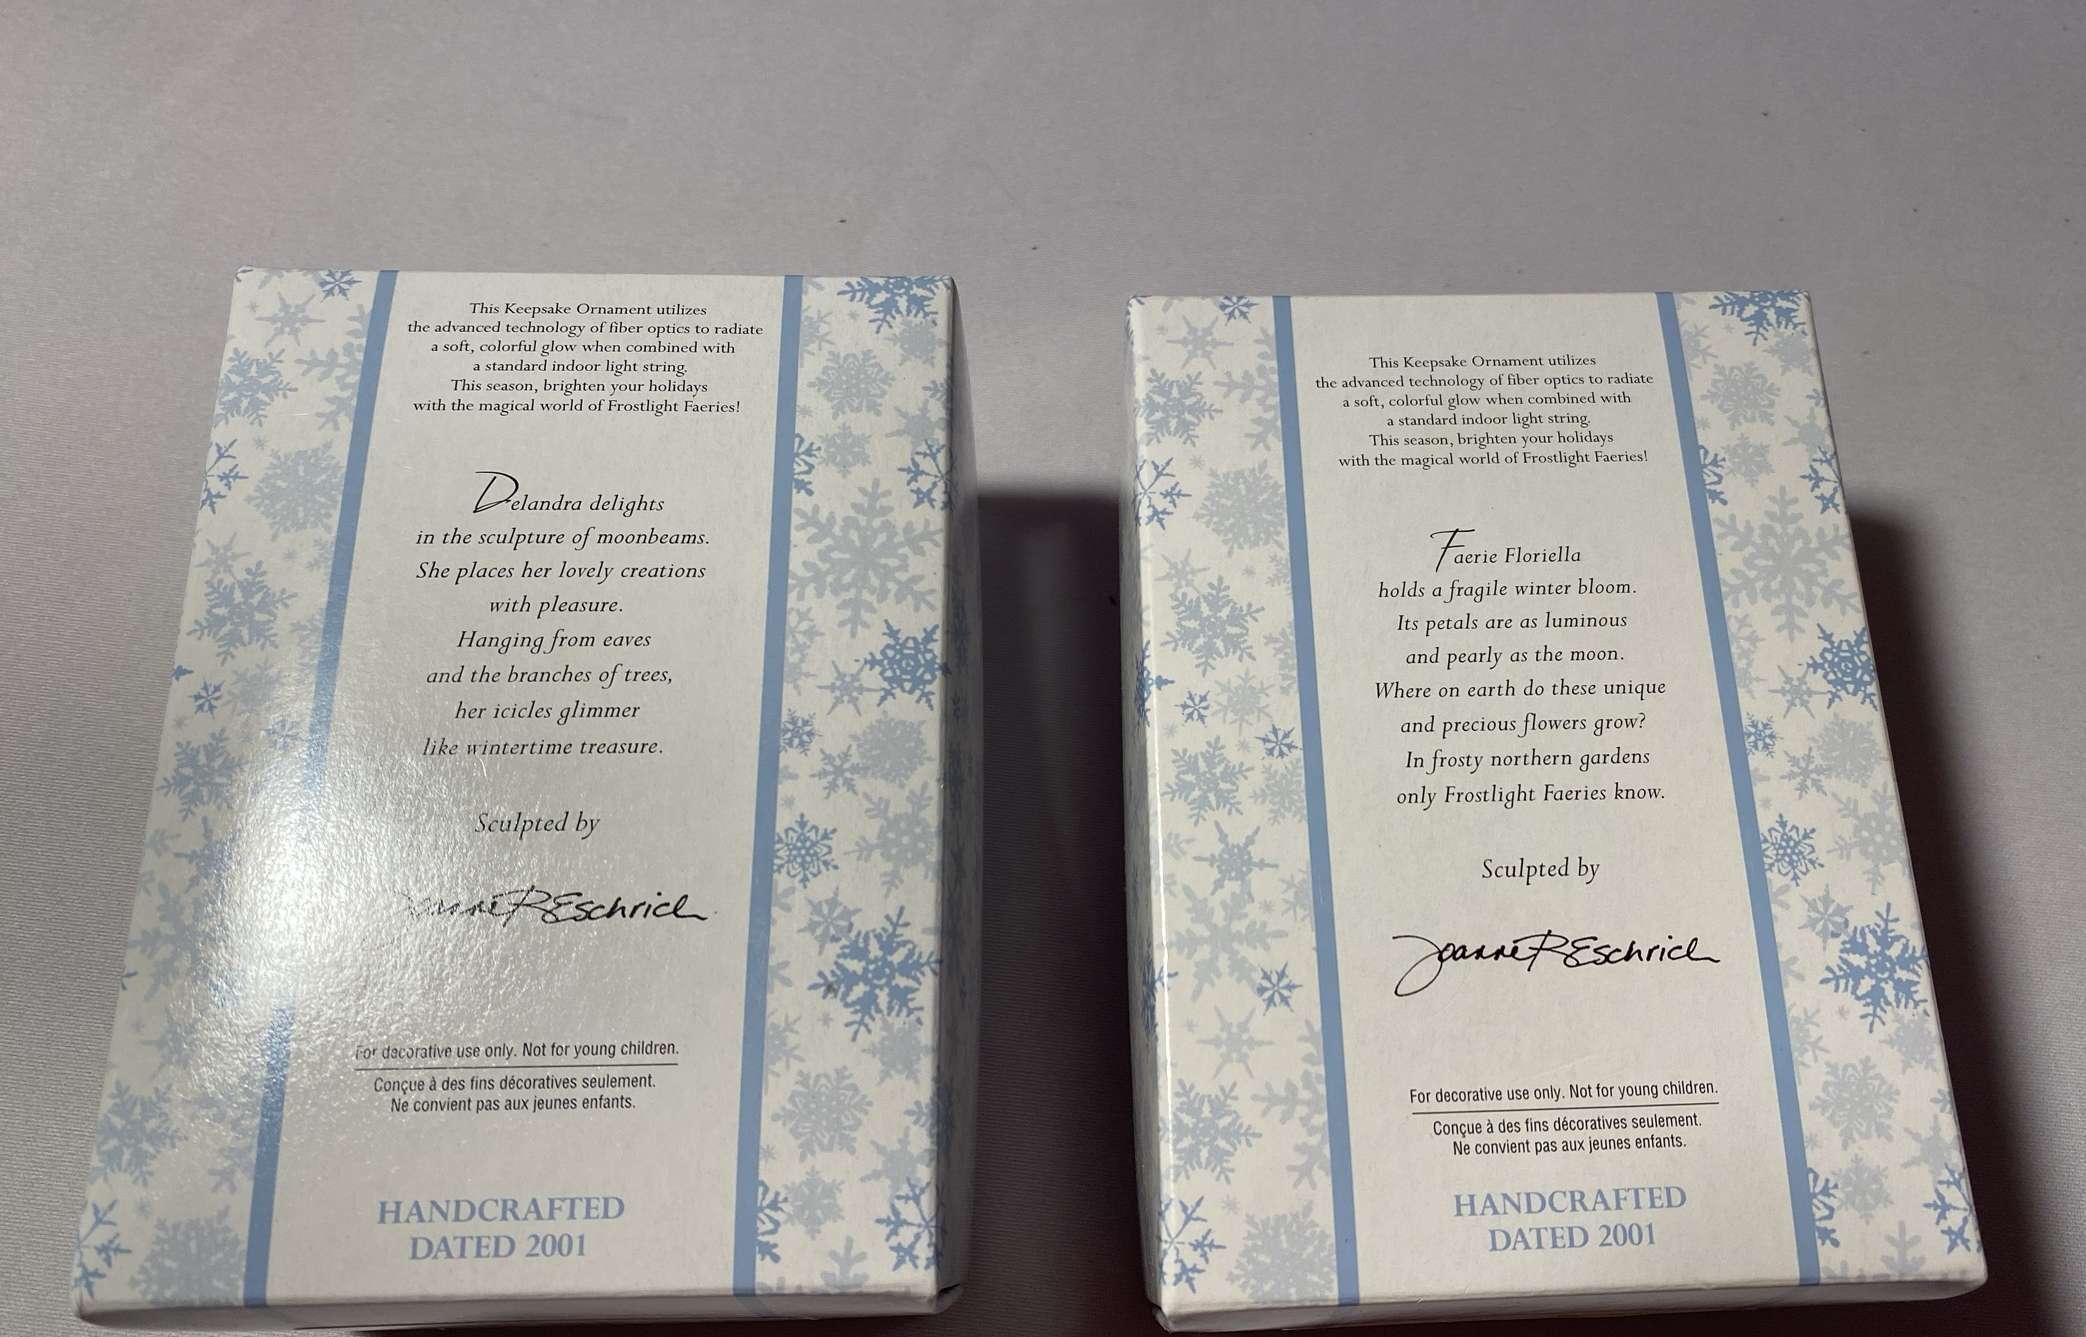 This Keepsake Ornament utilizes
the advanced technology of fiber optics to radiate
a soft, colorful glow when combined with
a standard indoor light string.
This season, brighten your holidays
with the magical world of Frostlight Faeries!
Delandra delights
in the sculpture of moonbeams.
She places her lovely creations
with pleasure.
Hanging from eaves
and the branches of trees,
her icicles glimmer
like wintertime treasure.
Sculpted by
Joanne R Eschrich
For decorative use only. Not for young children.
Conçue à des fins décoratives seulement.
Ne convient pas aux jeunes enfants.
HANDCRAFTED
DATED 2001
This Keepsake Ornament utilizes
the advanced technology of fiber optics to radiate
a soft, colorful glow when combined with
a standard indoor light string.
This season, brighten your holidays
with the magical world of Frostlight Faeries!
Faerie Floriella
holds a fragile winter bloom.
Its petals are as luminous
and pearly as the moon.
Where on earth do these unique
and precious flowers grow?
In frosty northern gardens
only Frostlight Faeries know.
Sculpted by
Joanne R Eschrich
For decorative use only. Not for young children.
Conçue à des fins décoratives seulement.
Ne convient pas aux jeunes enfants.
HANDCRAFTED
DATED 2001